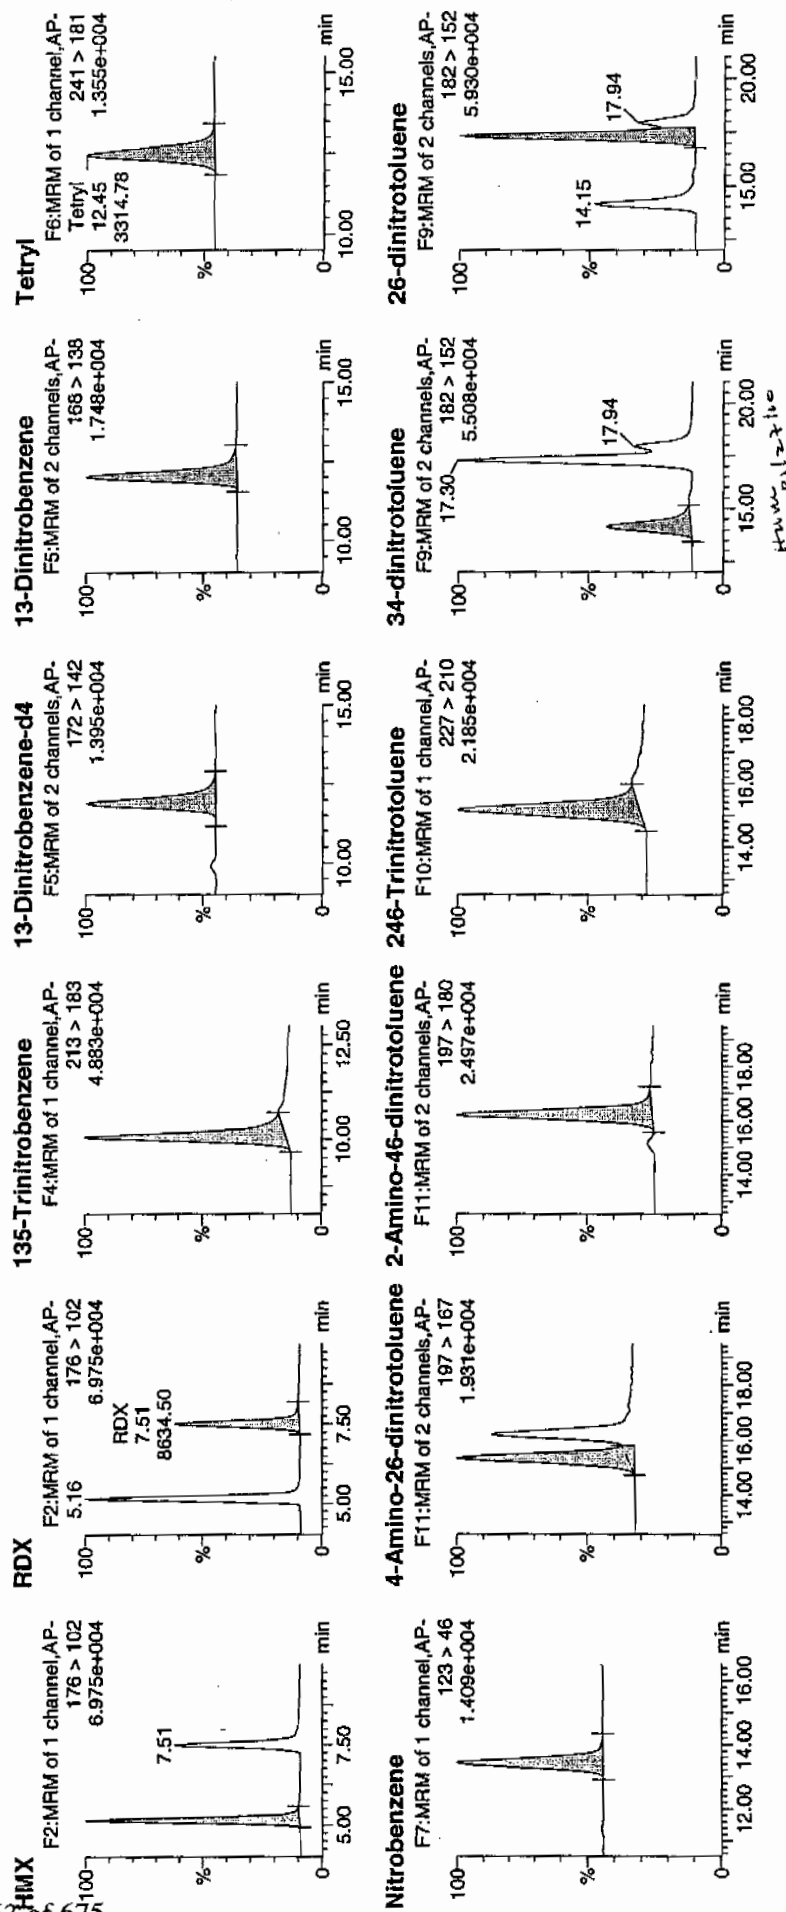 HMX
F2:MRM of 1 channel,AP-
176 > 102
6.975e+004
100
7.51
%
0
5.00
7.50
min
RDX
F2:MRM of 1 channel,AP-
176 > 102
6.975e+004
100
5.16
RDX
7.51
8634.50
%
0
5.00
7.50
min
135-Trinitrobenzene
F4:MRM of 1 channel,AP-
213 > 183
4.883e+004
100
%
0
10.00
12.50
min
13-Dinitrobenzene-d4
F5:MRM of 2 channels,AP-
172 > 142
1.395e+004
100
%
0
10.00
15.00
min
13-Dinitrobenzene
F5:MRM of 2 channels,AP-
168 > 138
1.748e+004
100
%
0
10.00
15.00
min
Tetryl
F6:MRM of 1 channel,AP-
241 > 181
1.355e+004
100
Tetryl
12.45
3314.78
%
0
10.00
15.00
min
Nitrobenzene
F7:MRM of 1 channel,AP-
123 > 46
1.409e+004
100
%
0
12.00
14.00
16.00
min
4-Amino-26-dinitrotoluene
F11:MRM of 2 channels,AP-
197 > 167
1.931e+004
100
%
0
14.00
16.00
18.00
min
2-Amino-46-dinitrotoluene
F11:MRM of 2 channels,AP-
197 > 180
2.497e+004
100
%
0
14.00
16.00
18.00
min
246-Trinitrotoluene
F10:MRM of 1 channel,AP-
227 > 210
2.185e+004
100
%
0
14.00
16.00
18.00
min
34-dinitrotoluene
F9:MRM of 2 channels,AP-
182 > 152
5.508e+004
100
17.30
17.94
%
0
15.00
20.00
min
26-dinitrotoluene
F9:MRM of 2 channels,AP-
182 > 152
5.930e+004
100
14.15
17.94
%
0
15.00
20.00
min
of 675